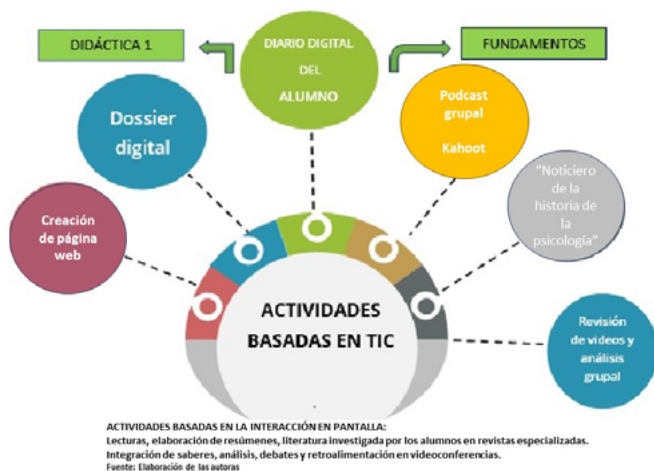 DIDÁCTICA 1
DIARIO DIGITAL
DEL
ALUMNO
FUNDAMENTOS
Dossier
digital
Podcast
grupal
Kahoot
Creación
de página
web
"Noticiero
de la
historia de
la
psicología"
ACTIVIDADES
BASADAS EN TIC
Revisión
de videos y
análisis
grupal
ACTIVIDADES BASADAS EN LA INTERACCIÓN EN PANTALLA:
Lecturas, elaboración de resúmenes, literatura investigada por los alumnos en revistas especializadas.
Integración de saberes, análisis, debates y retroalimentación en videoconferencias.
Fuente: Elaboración de las autoras